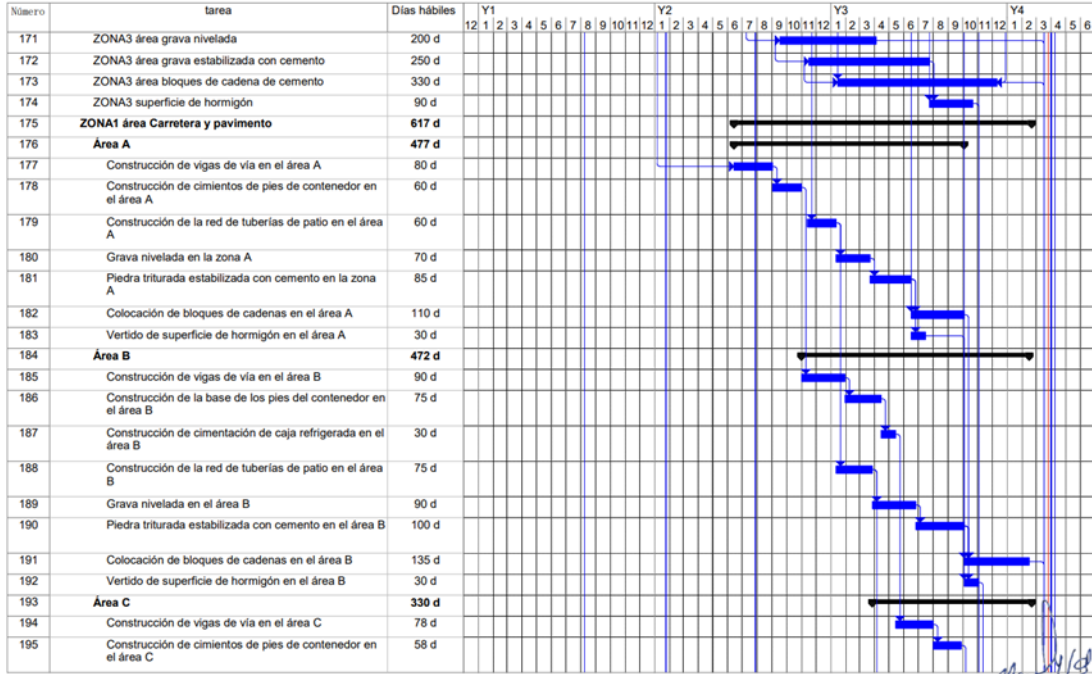 Número tarea Días hábiles Y1 Y2 Y3 Y4
12 1 2 3 4 5 6 7 8 9 10 11 12 1 2 3 4 5 6 7 8 9 10 11 12 1 2 3 4 5 6 7 8 9 10 11 12 1 2 3 4 5 6
171 ZONA3 área grava nivelada 200 d
172 ZONA3 área grava estabilizada con cemento 250 d
173 ZONA3 área bloques de cadena de cemento 330 d
174 ZONA3 superficie de hormigón 90 d
175 ZONA1 área Carretera y pavimento 617 d
176 Área A 477 d
177 Construcción de vigas de vía en el área A 80 d
178 Construcción de cimientos de pies de contenedor en 60 d
el área A
179 Construcción de la red de tuberías de patio en el área 60 d
A
180 Grava nivelada en la zona A 70 d
181 Piedra triturada estabilizada con cemento en la zona 85 d
A
182 Colocación de bloques de cadenas en el área A 110 d
183 Vertido de superficie de hormigón en el área A 30 d
184 Área B 472 d
185 Construcción de vigas de vía en el área B 90 d
186 Construcción de la base de los pies del contenedor en 75 d
el área B
187 Construcción de cimentación de caja refrigerada en el 30 d
área B
188 Construcción de la red de tuberías de patio en el área 75 d
B
189 Grava nivelada en el área B 90 d
190 Piedra triturada estabilizada con cemento en el área B 100 d
191 Colocación de bloques de cadenas en el área B 135 d
192 Vertido de superficie de hormigón en el área B 30 d
193 Área C 330 d
194 Construcción de vigas de vía en el área C 78 d
195 Construcción de cimientos de pies de contenedor en 58 d
el área C